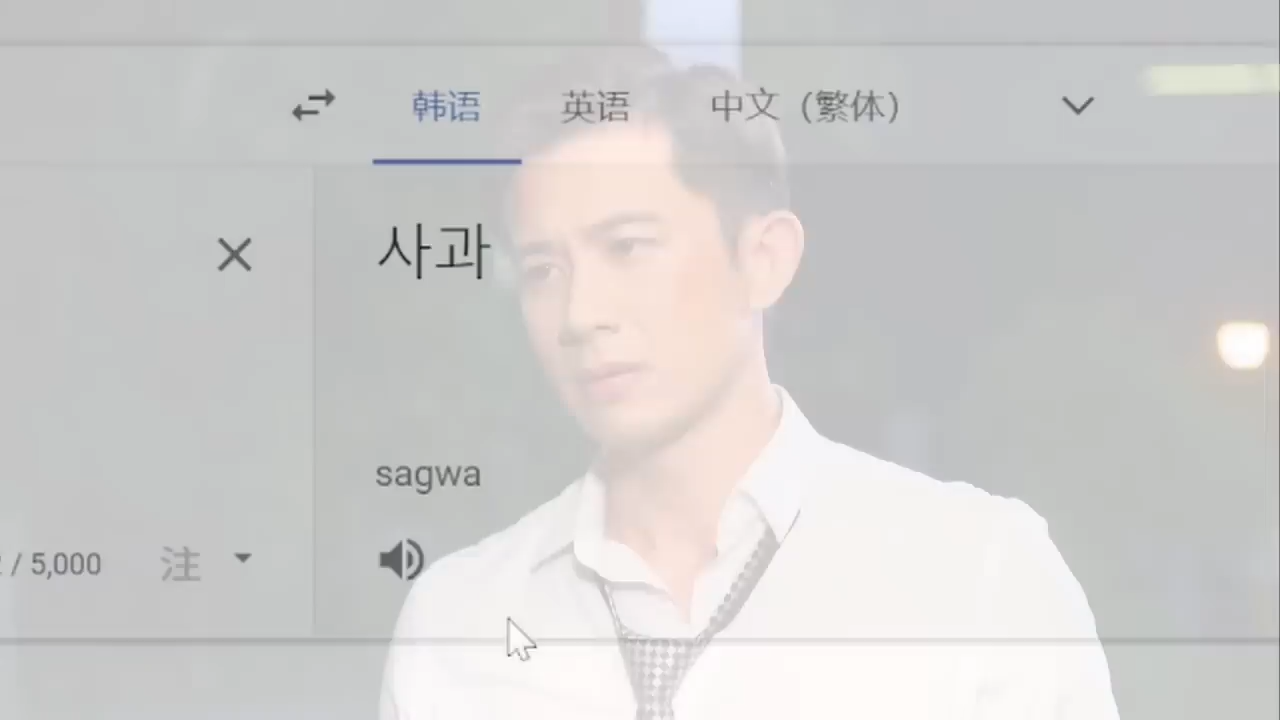 韩语 英语 中文（繁体）
사과
sagwa
/ 5,000 注